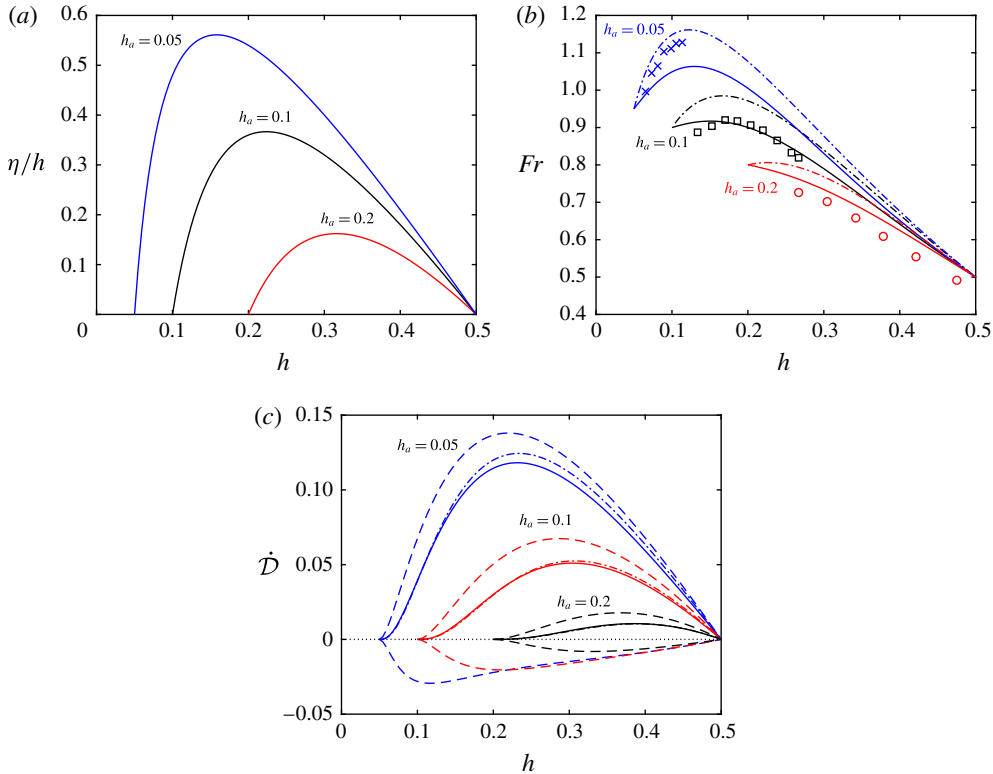 (a)
0.6
0.5
0.4
0.3
0.2
0.1
η/h
h_a = 0.05
h_a = 0.1
h_a = 0.2
0 0.1 0.2 0.3 0.4 0.5
h
(b)
1.2
1.1
1.0
0.9
0.8
0.7
0.6
0.5
0.4
Fr
h_a = 0.05
h_a = 0.1
h_a = 0.2
0 0.1 0.2 0.3 0.4 0.5
h
(c)
0.15
0.10
0.05
0
−0.05
𝒟̇
h_a = 0.05
h_a = 0.1
h_a = 0.2
0 0.1 0.2 0.3 0.4 0.5
h